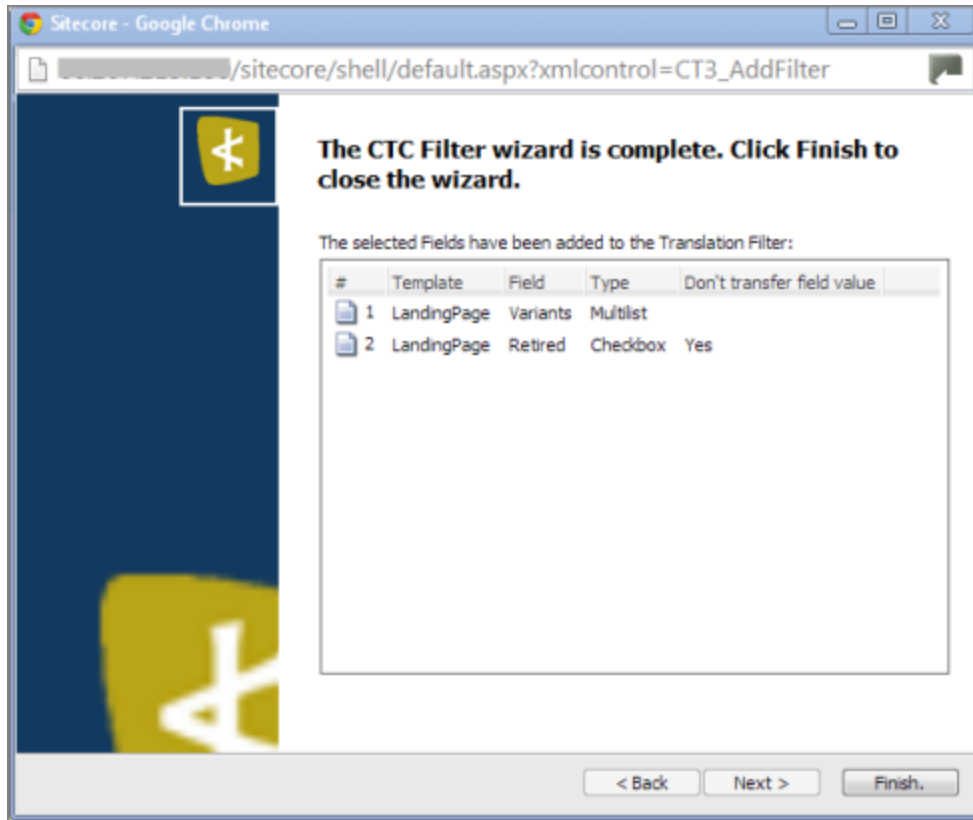 Sitecore - Google Chrome
/sitecore/shell/default.aspx?xmlcontrol=CT3_AddFilter
The CTC Filter wizard is complete. Click Finish to
close the wizard.
The selected Fields have been added to the Translation Filter:
# Template Field Type Don't transfer field value
1 LandingPage Variants Multilist
2 LandingPage Retired Checkbox Yes
< Back Next > Finish.